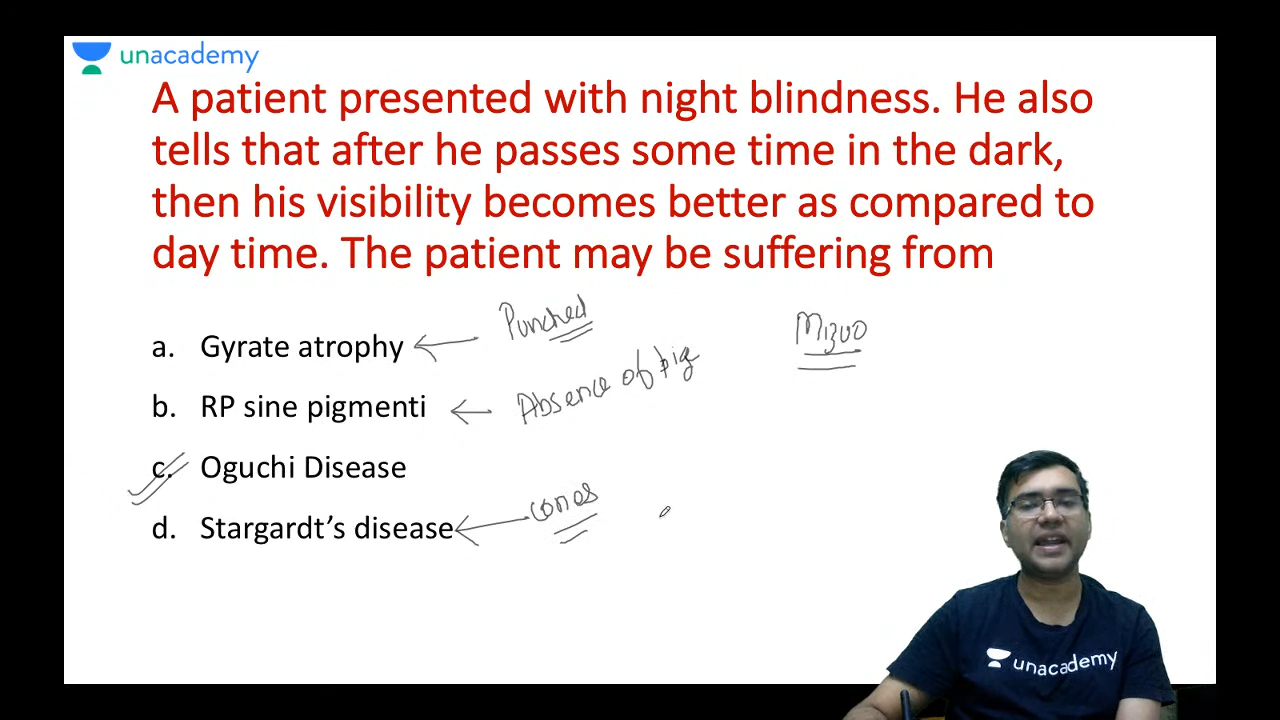 unacademy
A patient presented with night blindness. He also
tells that after he passes some time in the dark,
then his visibility becomes better as compared to
day time. The patient may be suffering from
Punched
Mizuo
a. Gyrate atrophy
Absence of pig
b. RP sine pigmenti
c. Oguchi Disease
cones
d. Stargardt’s disease
unacademy